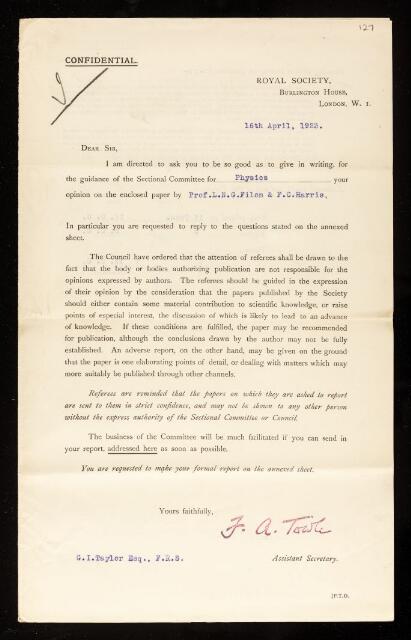 127
CONFIDENTIAL.
ROYAL SOCIETY,
BURLINGTON HOUSE,
LONDON, W. 1.
16th April, 1923.
DEAR SIR,
I am directed to ask you to be so good as to give in writing, for
the guidance of the Sectional Committee for Physics your
opinion on the enclosed paper by Prof.L.N.G.Filon & F.C.Harris.
In particular you are requested to reply to the questions stated on the annexed
sheet.
The Council have ordered that the attention of referees shall be drawn to the
fact that the body or bodies authorizing publication are not responsible for the
opinions expressed by authors. The referees should be guided in the expression
of their opinion by the consideration that the papers published by the Society
should either contain some material contribution to scientific knowledge, or raise
points of especial interest, the discussion of which is likely to lead to an advance
of knowledge. If these conditions are fulfilled, the paper may be recommended
for publication, although the conclusions drawn by the author may not be fully
established. An adverse report, on the other hand, may be given on the ground
that the paper is one elaborating points of detail, or dealing with matters which may
more suitably be published through other channels.
Referees are reminded that the papers on which they are asked to report
are sent to them in strict confidence, and may not be shown to any other person
without the express authority of the Sectional Committee or Council.
The business of the Committee will be much facilitated if you can send in
your report, addressed here as soon as possible.
You are requested to make your formal report on the annexed sheet.
Yours faithfully,
F. A. Towle
G.I.Taylor Esq., F.R.S.
Assistant Secretary.
[P.T.O.